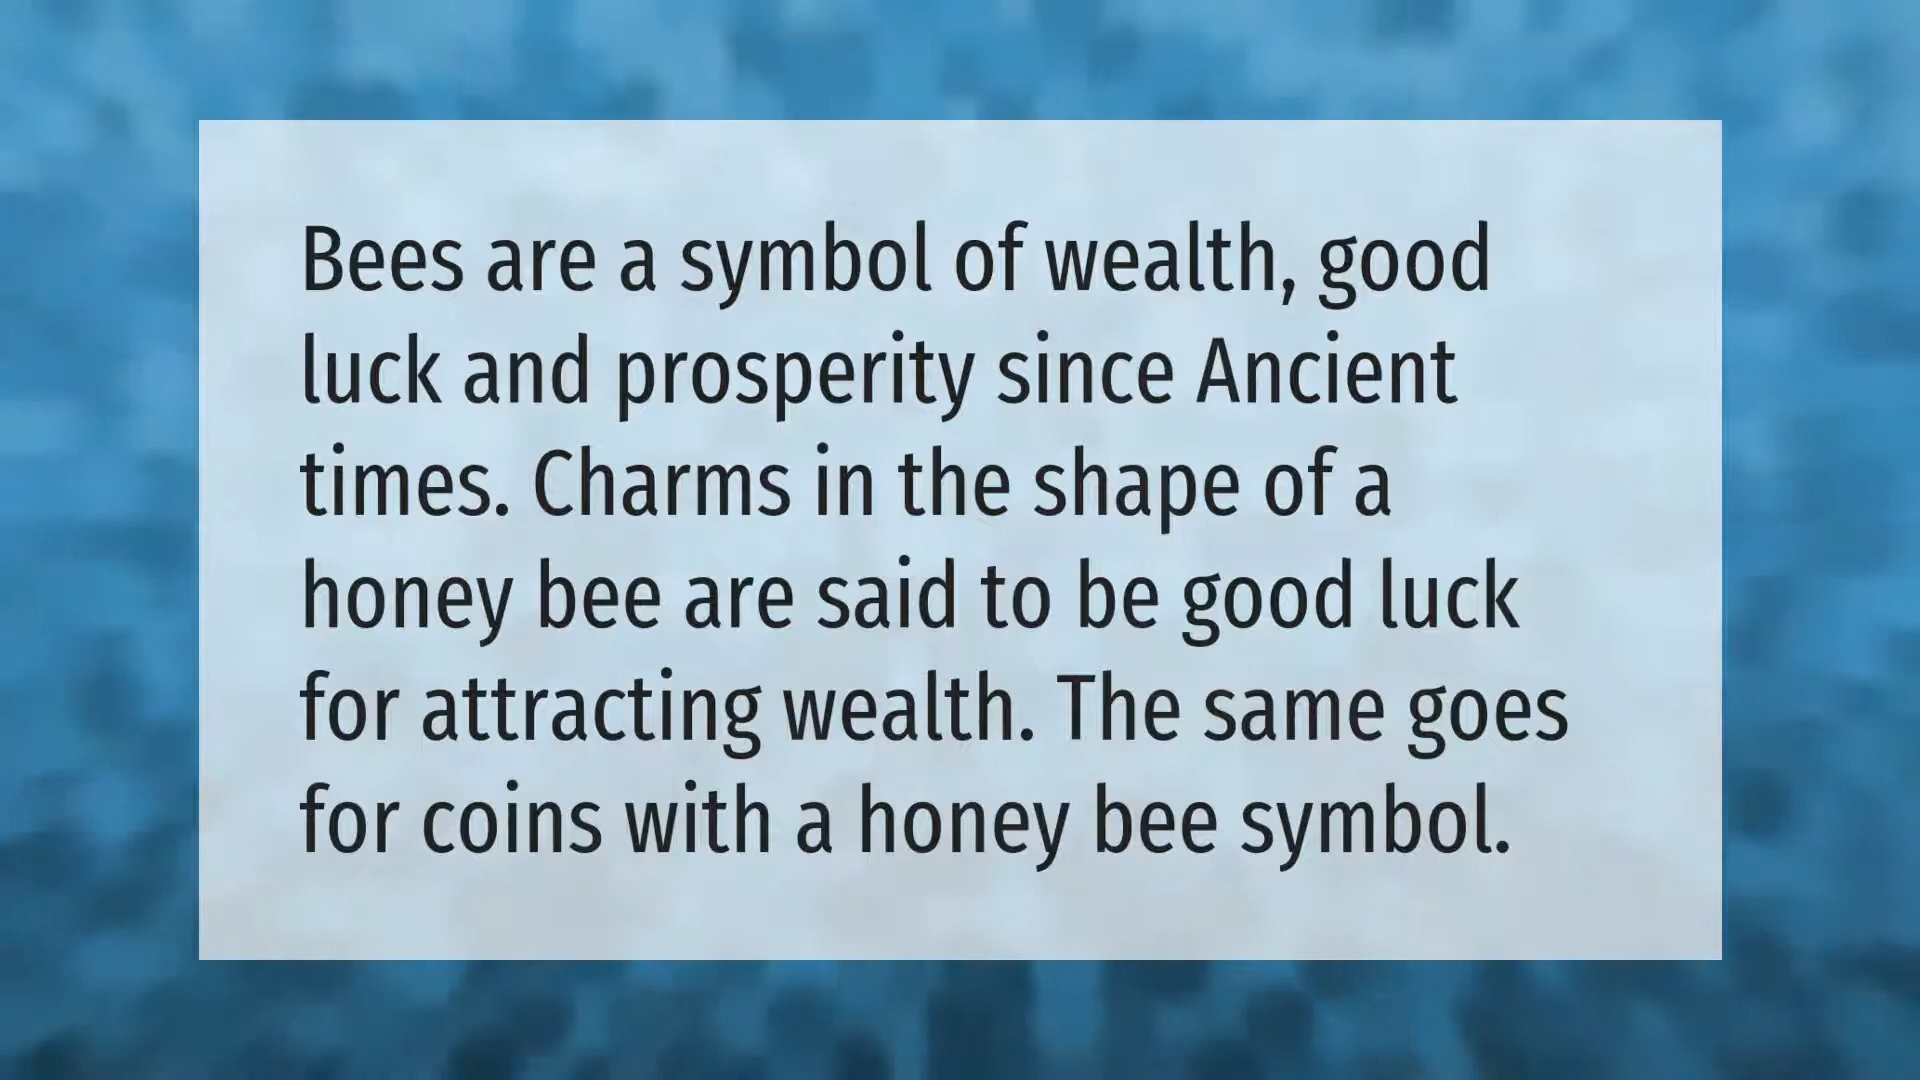 Bees are a symbol of wealth, good
luck and prosperity since Ancient
times. Charms in the shape of a
honey bee are said to be good luck
for attracting wealth. The same goes
for coins with a honey bee symbol.